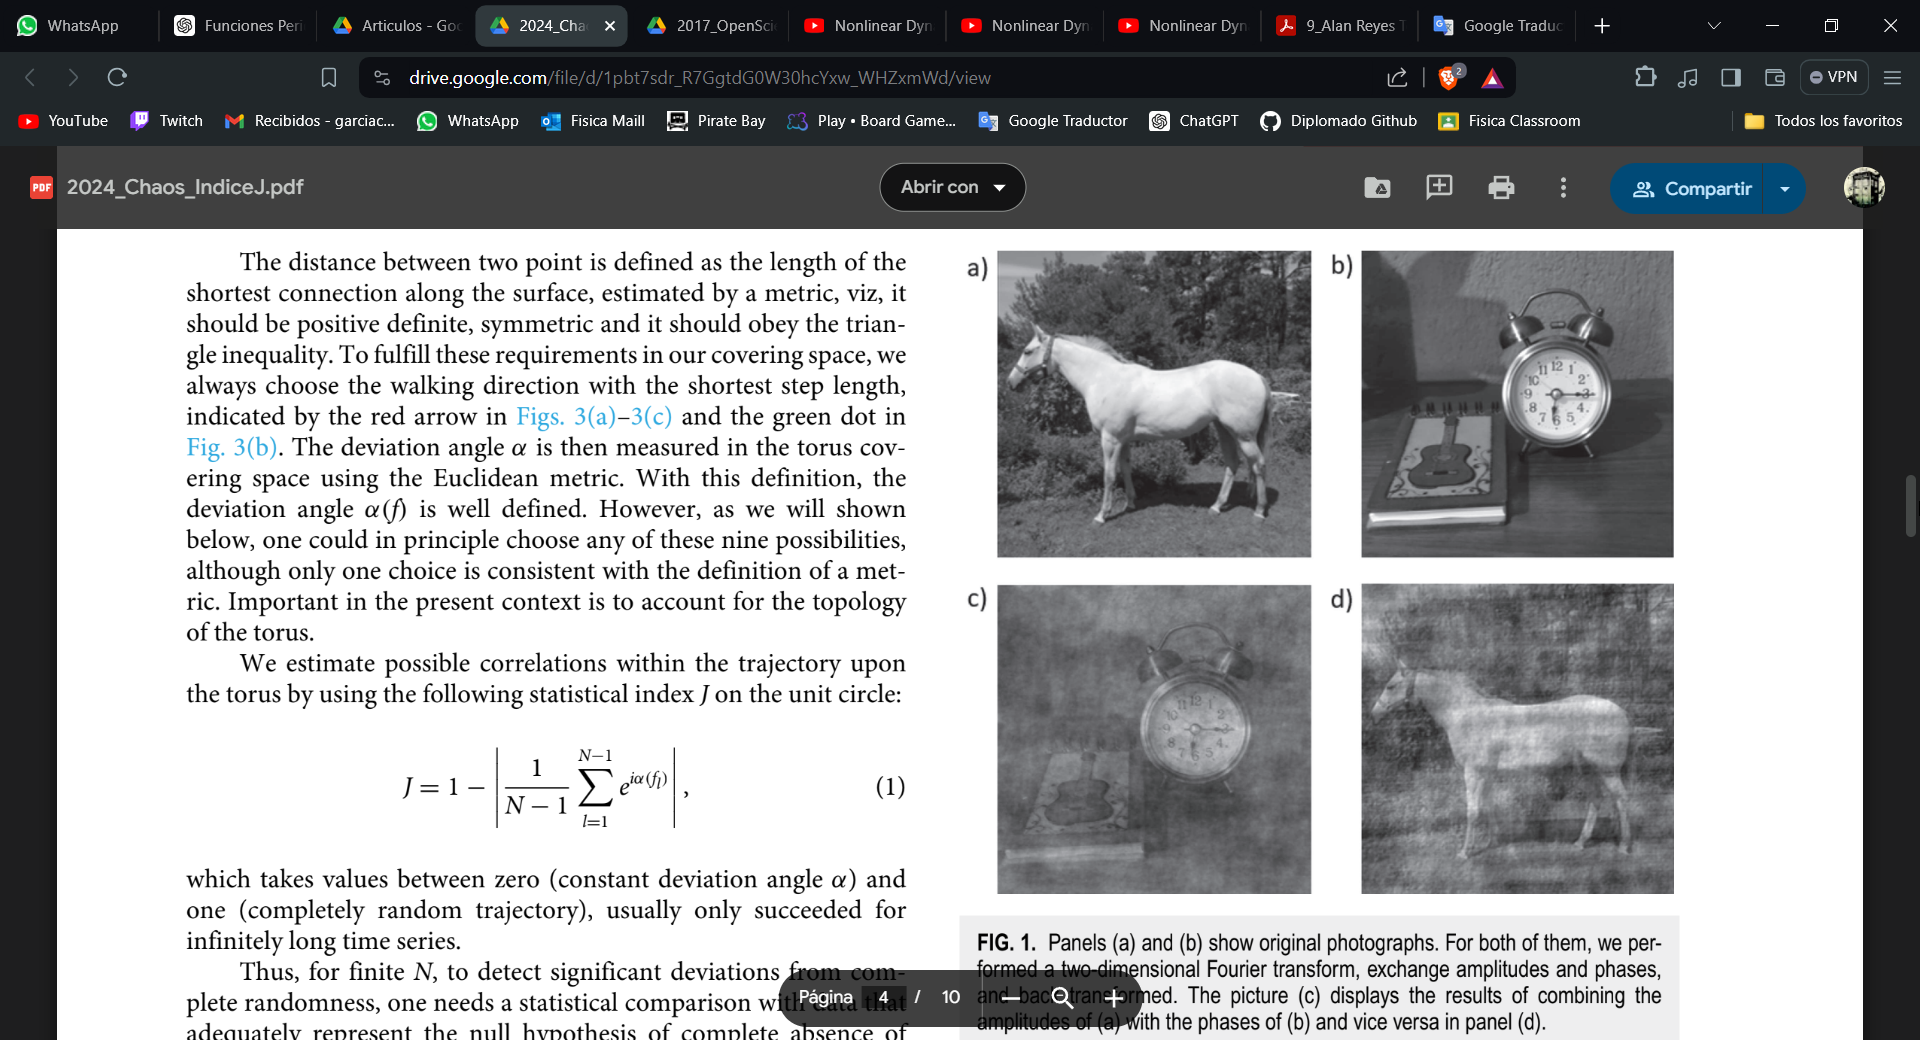 WhatsApp
Funciones Peri
Articulos - Goo
2024_Cha
2017_OpenScie
Nonlinear Dyn
Nonlinear Dyn
Nonlinear Dyn
9_Alan Reyes T
Google Traduc
drive.google.com/file/d/1pbt7sdr_R7GgtdG0W30hcYxw_WHZxmWd/view
2
VPN
YouTube
Twitch
Recibidos - garciac...
WhatsApp
Fisica Maill
Pirate Bay
Play • Board Game...
Google Traductor
ChatGPT
Diplomado Github
Fisica Classroom
Todos los favoritos
PDF
2024_Chaos_IndiceJ.pdf
Abrir con
Compartir
The distance between two point is defined as the length of the
shortest connection along the surface, estimated by a metric, viz, it
should be positive definite, symmetric and it should obey the trian-
gle inequality. To fulfill these requirements in our covering space, we
always choose the walking direction with the shortest step length,
indicated by the red arrow in Figs. 3(a)–3(c) and the green dot in
Fig. 3(b). The deviation angle α is then measured in the torus cov-
ering space using the Euclidean metric. With this definition, the
deviation angle α(f) is well defined. However, as we will shown
below, one could in principle choose any of these nine possibilities,
although only one choice is consistent with the definition of a met-
ric. Important in the present context is to account for the topology
of the torus.
We estimate possible correlations within the trajectory upon
the torus by using the following statistical index J on the unit circle:
J = 1 − | 1/(N − 1) ∑_{l=1}^{N−1} e^{iα(f_l)} |, (1)
which takes values between zero (constant deviation angle α) and
one (completely random trajectory), usually only succeeded for
infinitely long time series.
Thus, for finite N, to detect significant deviations from com-
plete randomness, one needs a statistical comparison with data that
adequately represent the null hypothesis of complete absence of
a)
b)
c)
d)
FIG. 1. Panels (a) and (b) show original photographs. For both of them, we per-
formed a two-dimensional Fourier transform, exchange amplitudes and phases,
and back transformed. The picture (c) displays the results of combining the
amplitudes of (a) with the phases of (b) and vice versa in panel (d).
Página 4 / 10